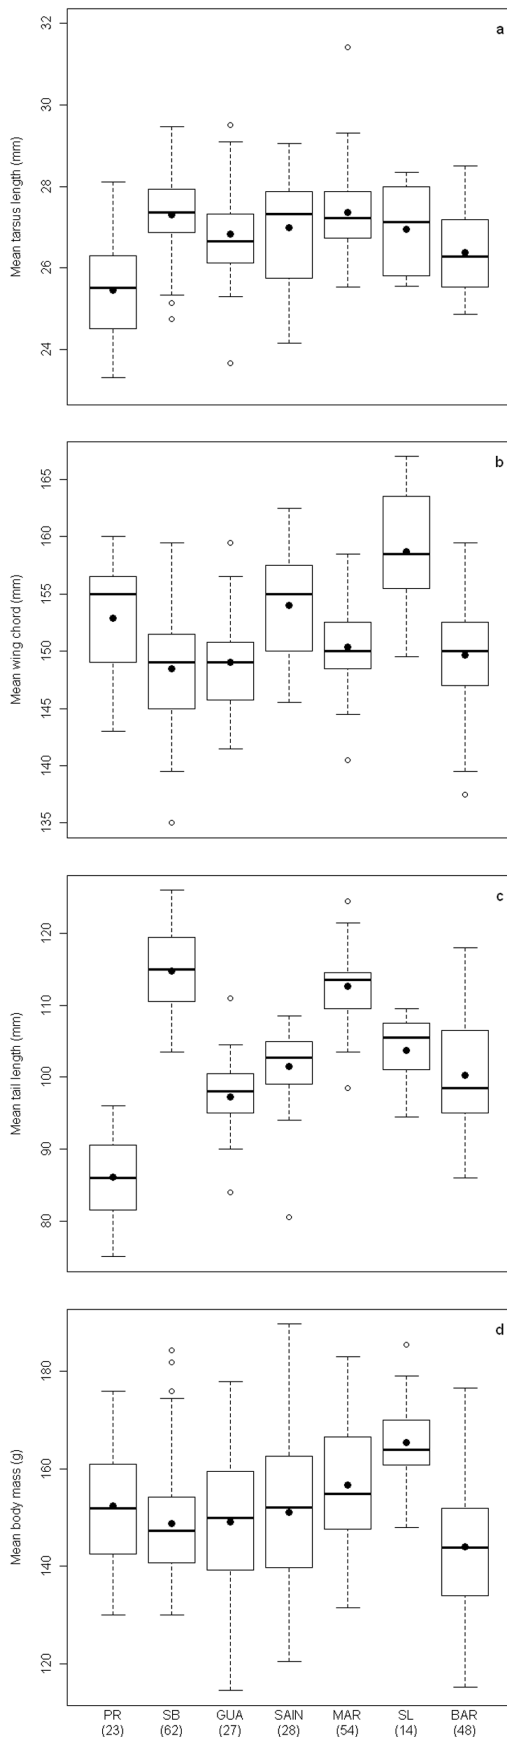 a
Mean tarsus length (mm)
32
30
28
26
24
b
Mean wing chord (mm)
165
160
155
150
145
140
135
c
Mean tail length (mm)
120
110
100
90
80
d
Mean body mass (g)
180
160
140
120
PR SB GUA SAIN MAR SL BAR
(23) (62) (27) (28) (54) (14) (48)